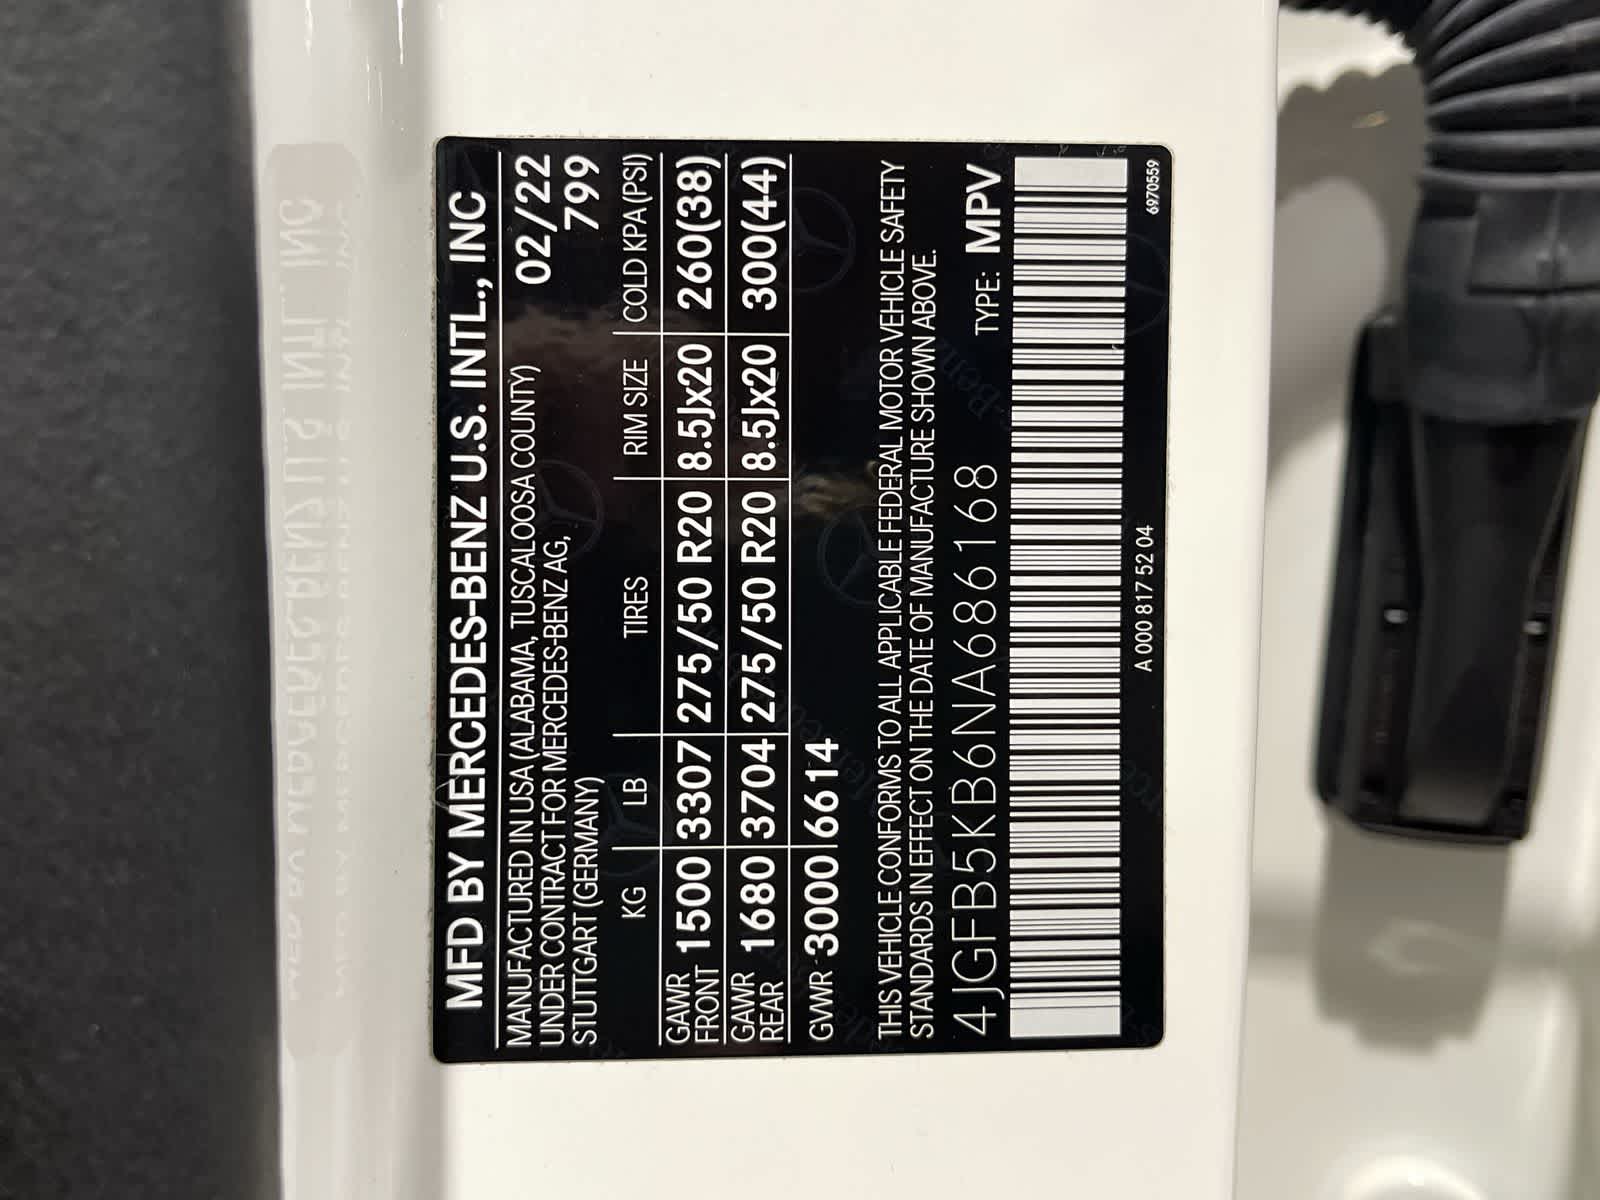 MFD BY MERCEDES-BENZ U.S. INTL., INC
MANUFACTURED IN USA (ALABAMA, TUSCALOOSA COUNTY) 02/22
UNDER CONTRACT FOR MERCEDES-BENZ AG, 799
STUTTGART (GERMANY)
KG LB TIRES RIM SIZE COLD KPA (PSI)
GAWR FRONT 1500 3307 275/50 R20 8.5Jx20 260(38)
GAWR REAR 1680 3704 275/50 R20 8.5Jx20 300(44)
GVWR 3000 6614
THIS VEHICLE CONFORMS TO ALL APPLICABLE FEDERAL MOTOR VEHICLE SAFETY
STANDARDS IN EFFECT ON THE DATE OF MANUFACTURE SHOWN ABOVE.
4JGFB5KB6NA686168 TYPE: MPV
A 000 817 52 04 6970559